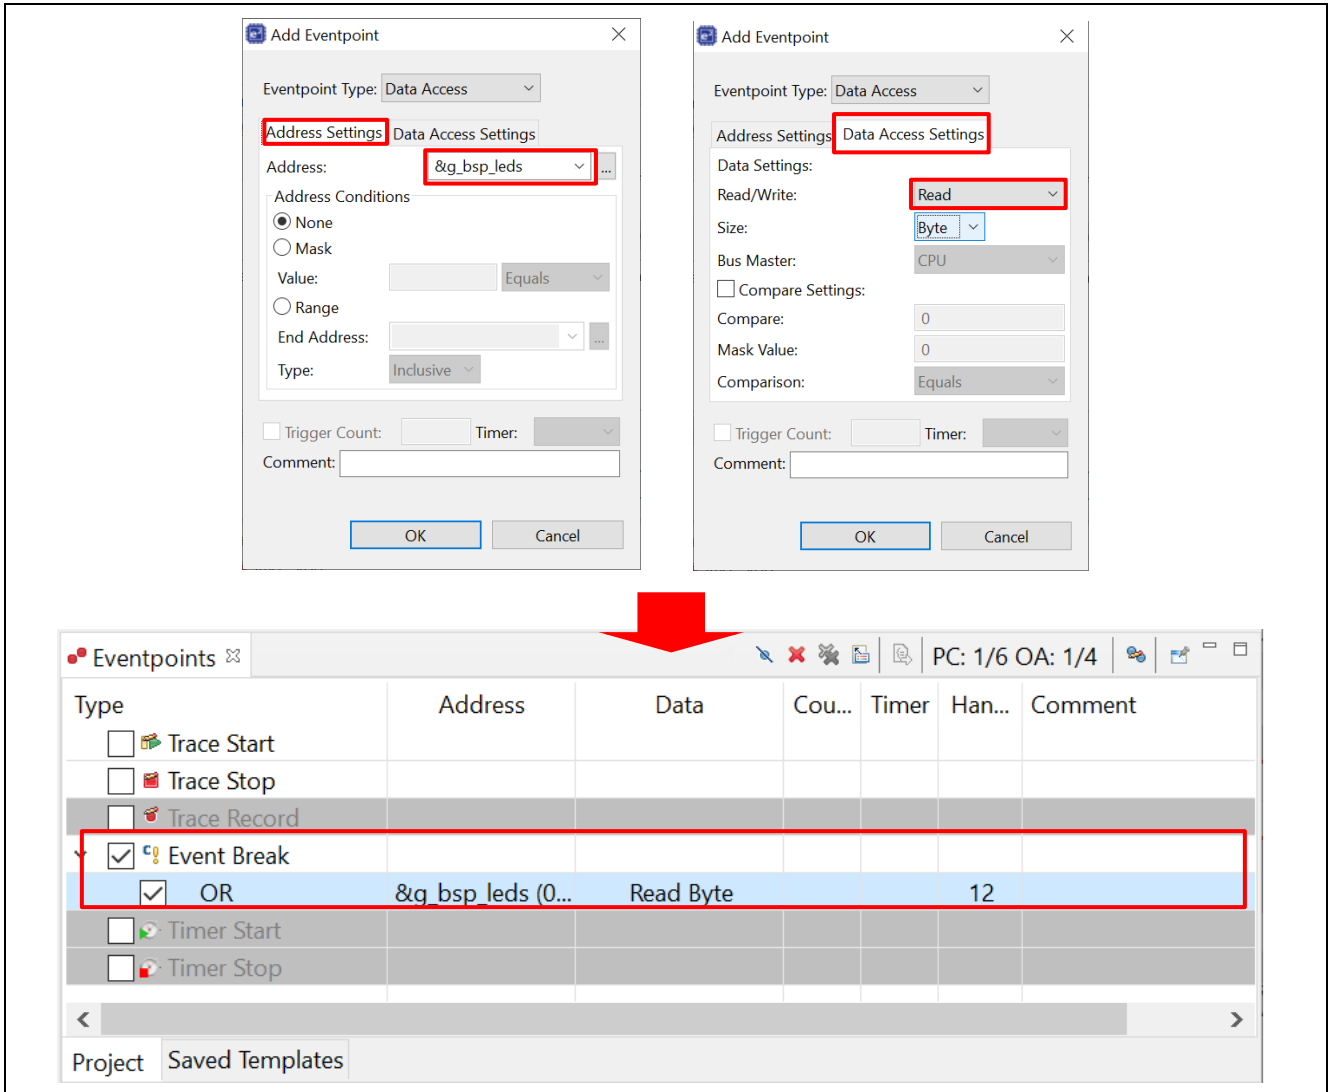 Add Eventpoint
Eventpoint Type: Data Access
Address Settings Data Access Settings
Address: &g_bsp_leds ...
Address Conditions
None
Mask
Value: Equals
Range
End Address: ...
Type: Inclusive
Trigger Count: Timer:
Comment:
OK Cancel
Add Eventpoint
Eventpoint Type: Data Access
Address Settings Data Access Settings
Data Settings:
Read/Write: Read
Size: Byte
Bus Master: CPU
Compare Settings:
Compare: 0
Mask Value: 0
Comparison: Equals
Trigger Count: Timer:
Comment:
OK Cancel
Eventpoints PC: 1/6 OA: 1/4
Type Address Data Cou... Timer Han... Comment
Trace Start
Trace Stop
Trace Record
Event Break
OR &g_bsp_leds (0... Read Byte 12
Timer Start
Timer Stop
Project Saved Templates